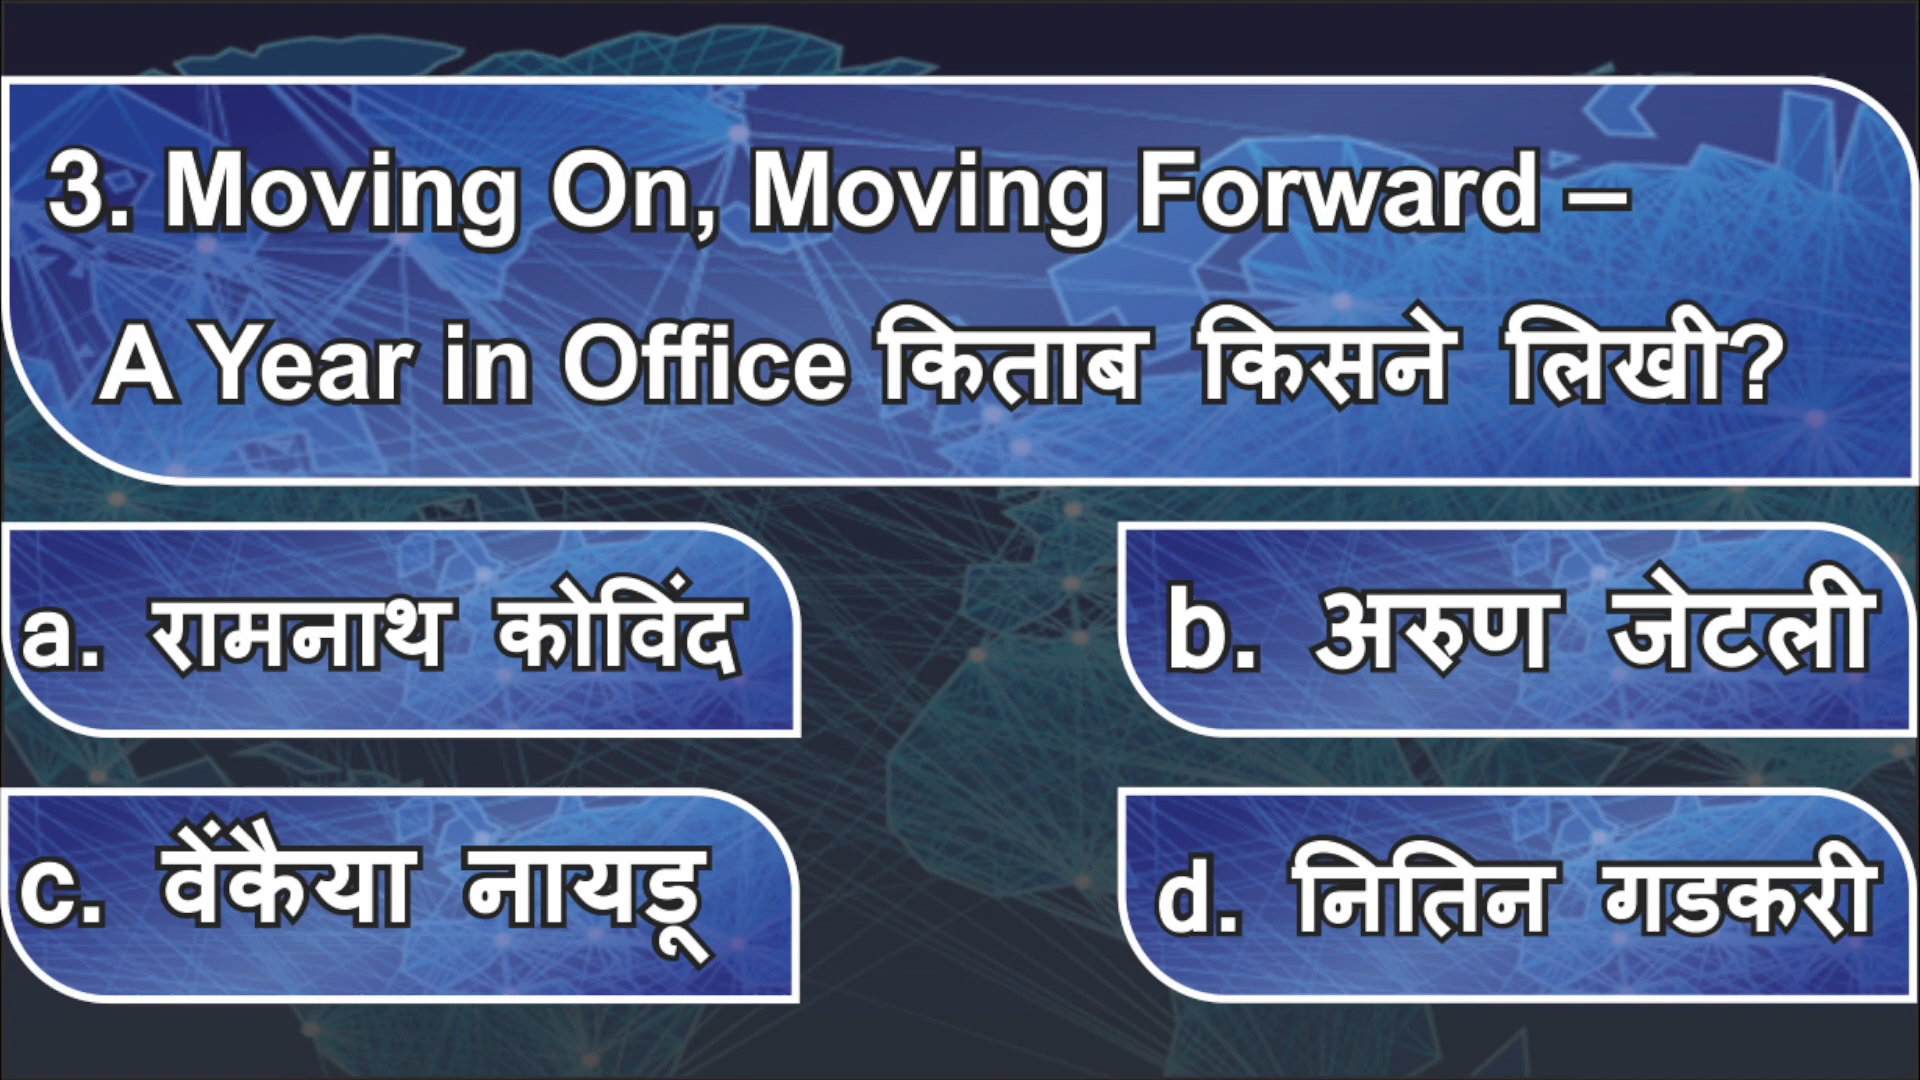 3. Moving On, Moving Forward –
A Year in Office किताब किसने लिखी?
a. रामनाथ कोविंद
b. अरुण जेटली
c. वेंकैया नायडू
d. नितिन गडकरी